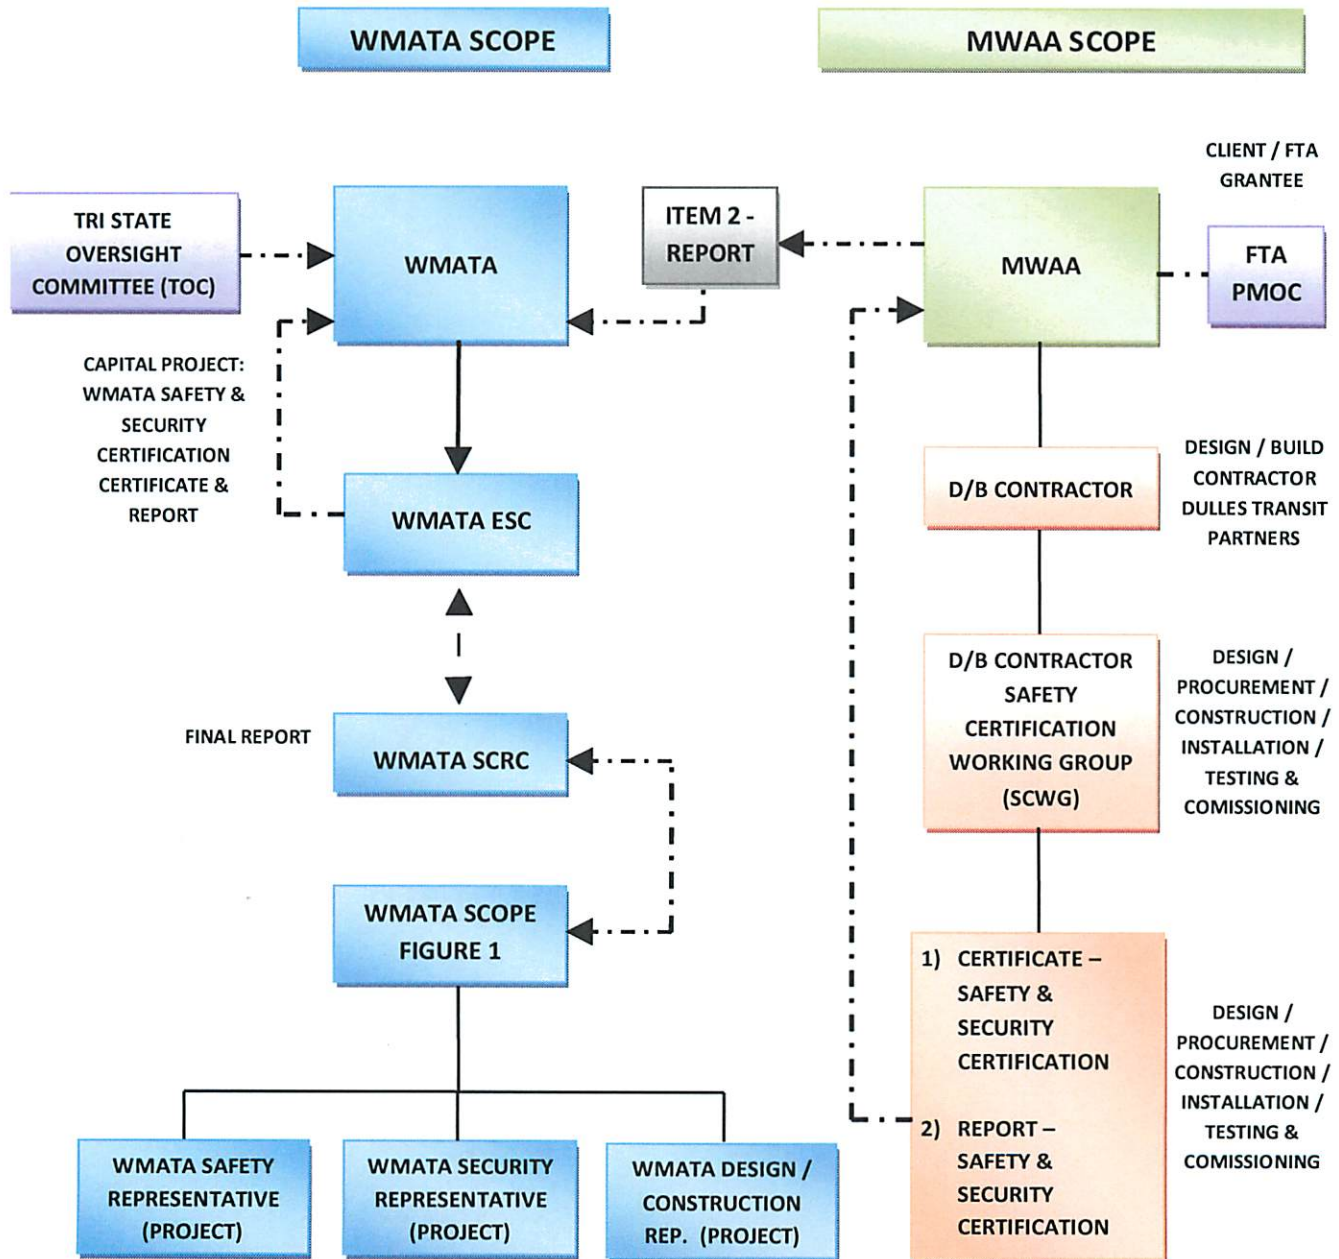 WMATA SCOPE
MWAA SCOPE
CLIENT / FTA
GRANTEE
TRI STATE
OVERSIGHT
COMMITTEE (TOC)
WMATA
ITEM 2 -
REPORT
MWAA
FTA
PMOC
CAPITAL PROJECT:
WMATA SAFETY &
SECURITY
CERTIFICATION
CERTIFICATE &
REPORT
WMATA ESC
D/B CONTRACTOR
DESIGN / BUILD
CONTRACTOR
DULLES TRANSIT
PARTNERS
FINAL REPORT
WMATA SCRC
D/B CONTRACTOR
SAFETY
CERTIFICATION
WORKING GROUP
(SCWG)
DESIGN /
PROCUREMENT /
CONSTRUCTION /
INSTALLATION /
TESTING &
COMISSIONING
WMATA SCOPE
FIGURE 1
1) CERTIFICATE –
SAFETY &
SECURITY
CERTIFICATION
2) REPORT –
SAFETY &
SECURITY
CERTIFICATION
DESIGN /
PROCUREMENT /
CONSTRUCTION /
INSTALLATION /
TESTING &
COMISSIONING
WMATA SAFETY
REPRESENTATIVE
(PROJECT)
WMATA SECURITY
REPRESENTATIVE
(PROJECT)
WMATA DESIGN /
CONSTRUCTION
REP. (PROJECT)